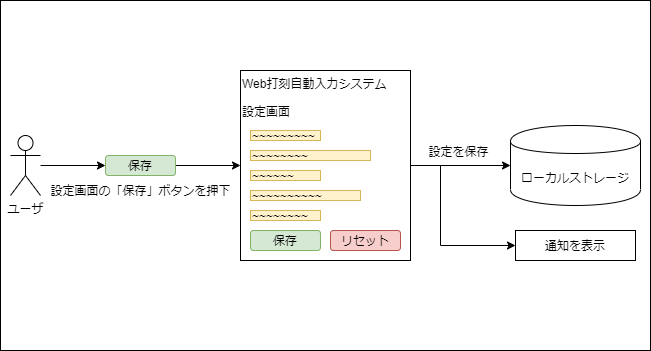 Web打刻自動入力システム
設定画面
~~~~~~~~~
~~~~~~~~
~~~~~~
~~~~~~~~~~
~~~~~~~~
保存
リセット
保存
設定画面の「保存」ボタンを押下
ユーザ
設定を保存
ローカルストレージ
通知を表示